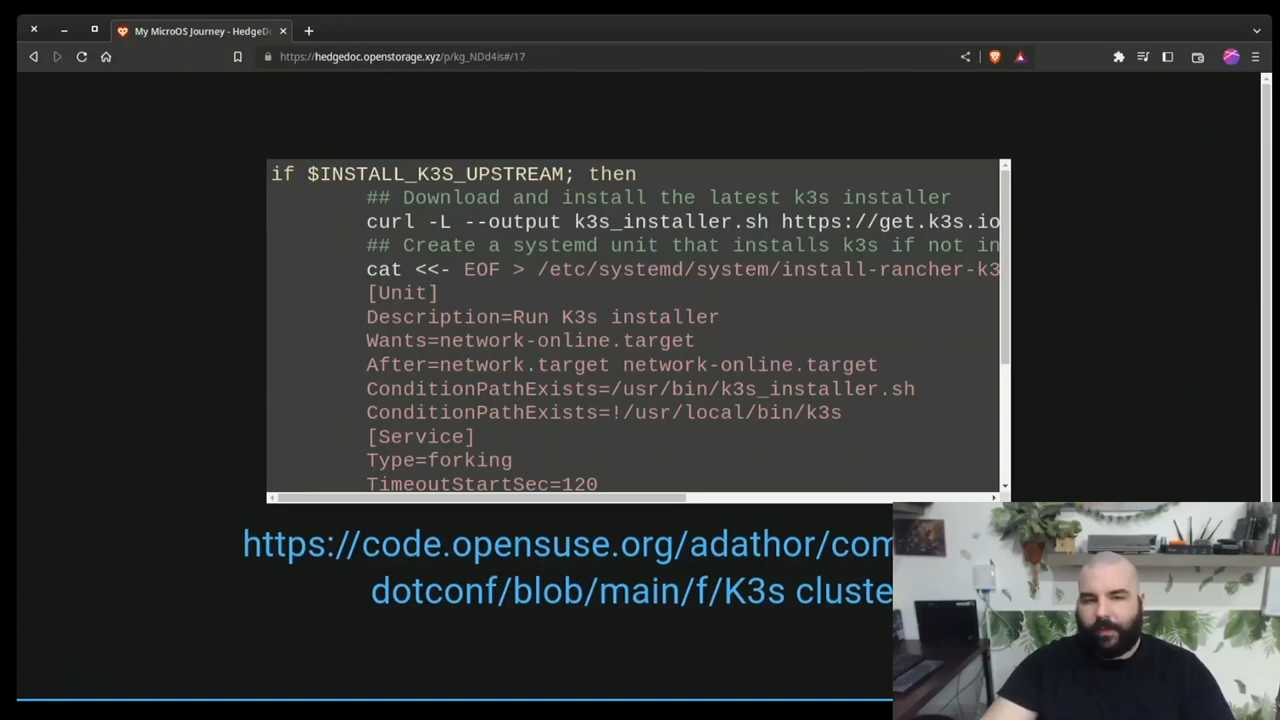 My MicroOS Journey - HedgeDo
https://hedgedoc.openstorage.xyz/p/kg_NDd4is#/17
if $INSTALL_K3S_UPSTREAM; then
## Download and install the latest k3s installer
curl -L --output k3s_installer.sh https://get.k3s.io
## Create a systemd unit that installs k3s if not in
cat <<- EOF > /etc/systemd/system/install-rancher-k3
[Unit]
Description=Run K3s installer
Wants=network-online.target
After=network.target network-online.target
ConditionPathExists=/usr/bin/k3s_installer.sh
ConditionPathExists=!/usr/local/bin/k3s
[Service]
Type=forking
TimeoutStartSec=120
https://code.opensuse.org/adathor/com
dotconf/blob/main/f/K3s cluste